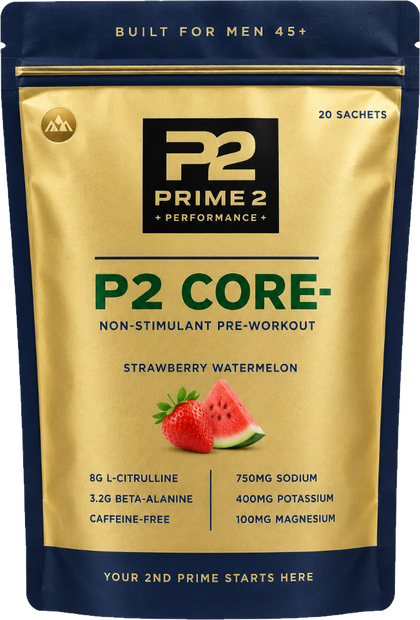 BUILT FOR MEN 45+
20 SACHETS
P2
PRIME 2
+ PERFORMANCE +
P2 CORE-
NON-STIMULANT PRE-WORKOUT
STRAWBERRY WATERMELON
8G L-CITRULLINE
3.2G BETA-ALANINE
CAFFEINE-FREE
750MG SODIUM
400MG POTASSIUM
100MG MAGNESIUM
YOUR 2ND PRIME STARTS HERE